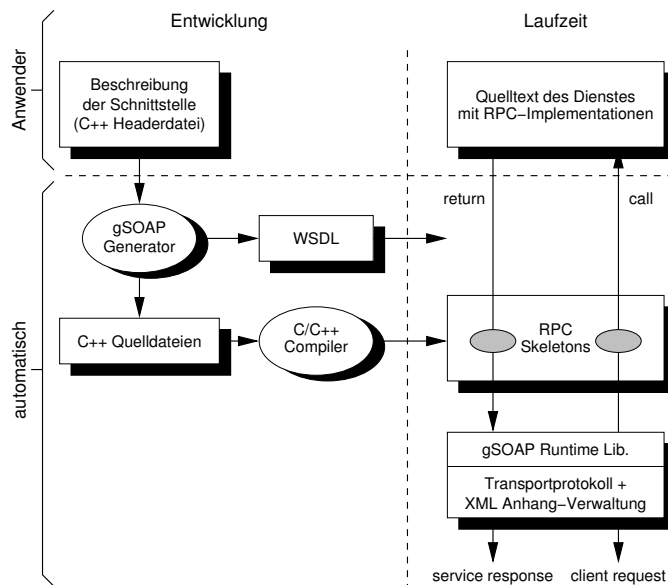 Entwicklung
Laufzeit
Anwender
Beschreibung
der Schnittstelle
(C++ Headerdatei)
Quelltext des Dienstes
mit RPC−Implementationen
return
call
gSOAP
Generator
WSDL
automatisch
C++ Quelldateien
C/C++
Compiler
RPC
Skeletons
gSOAP Runtime Lib.
Transportprotokoll +
XML Anhang−Verwaltung
service response
client request